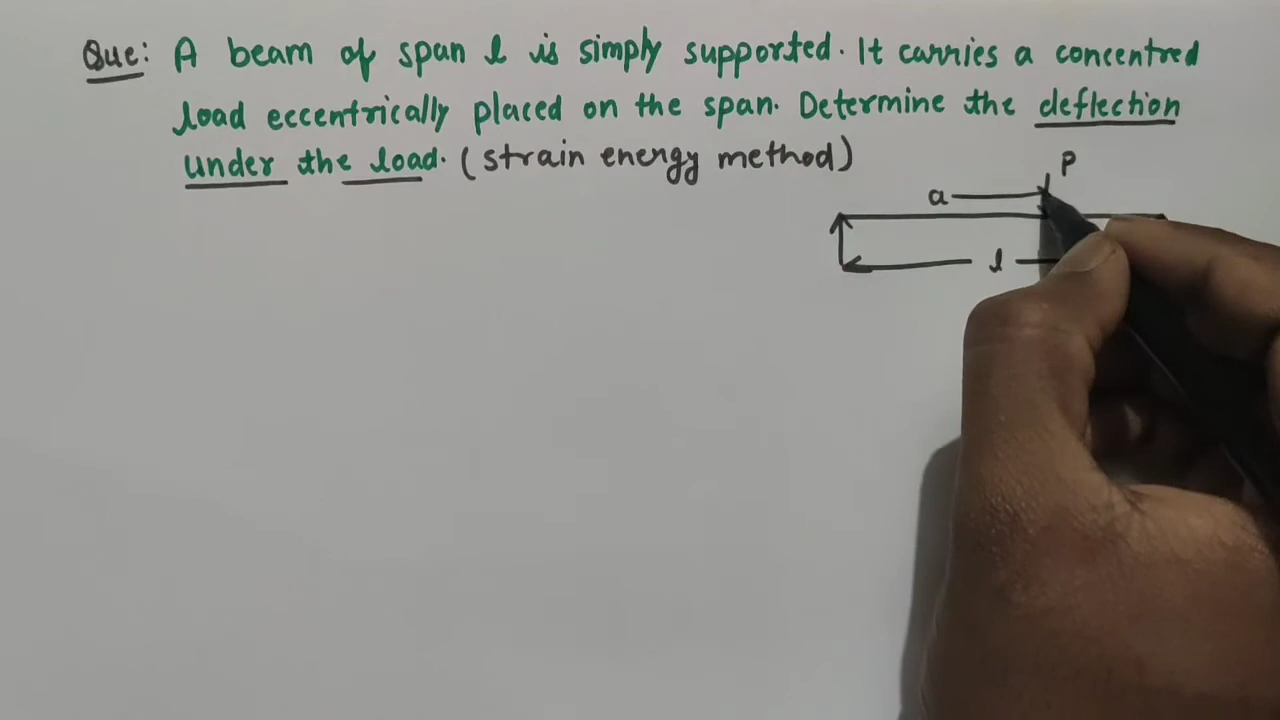 Que: A beam of span l is simply supported. It carries a concentred
load eccentrically placed on the span. Determine the deflection
under the load. (strain energy method)
P
a
l